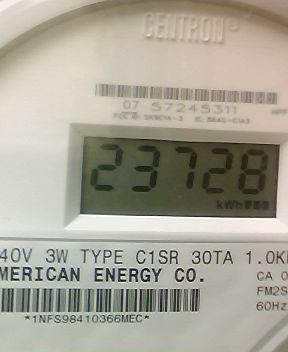 CENTRON
07 57245311
23728
kWh
40V 3W TYPE C1SR 30TA 1.0K
MERICAN ENERGY CO.
CA 0
FM2S
60Hz
*1NFS98410366MEC*